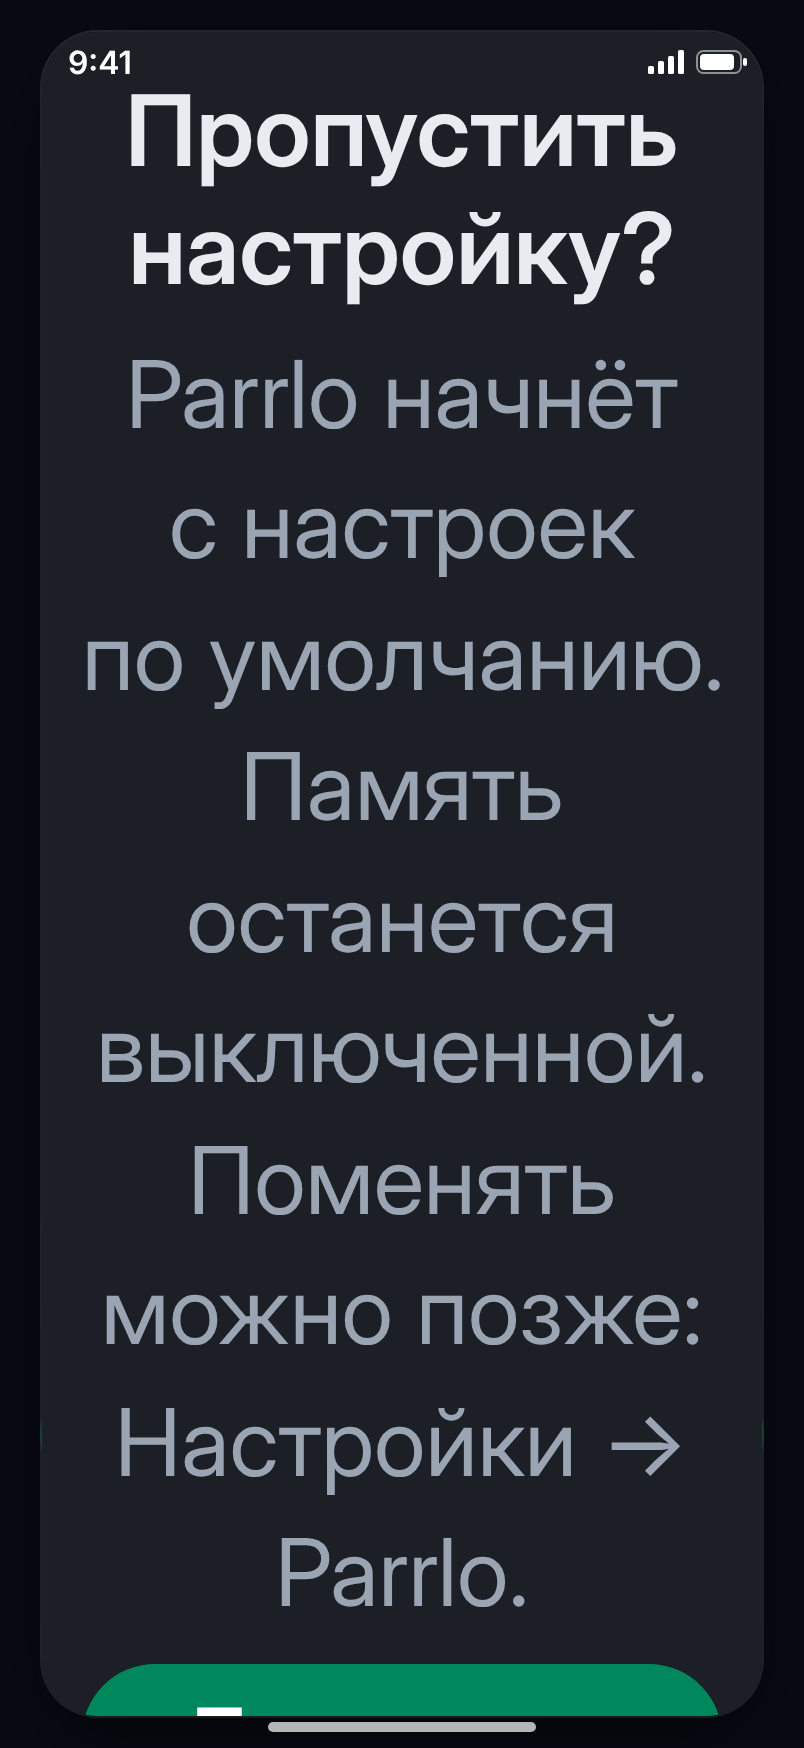 9:41
Пропустить
настройку?
Parrlo начнёт
с настроек
по умолчанию.
Память
останется
выключенной.
Поменять
можно позже:
Настройки →
Parrlo.